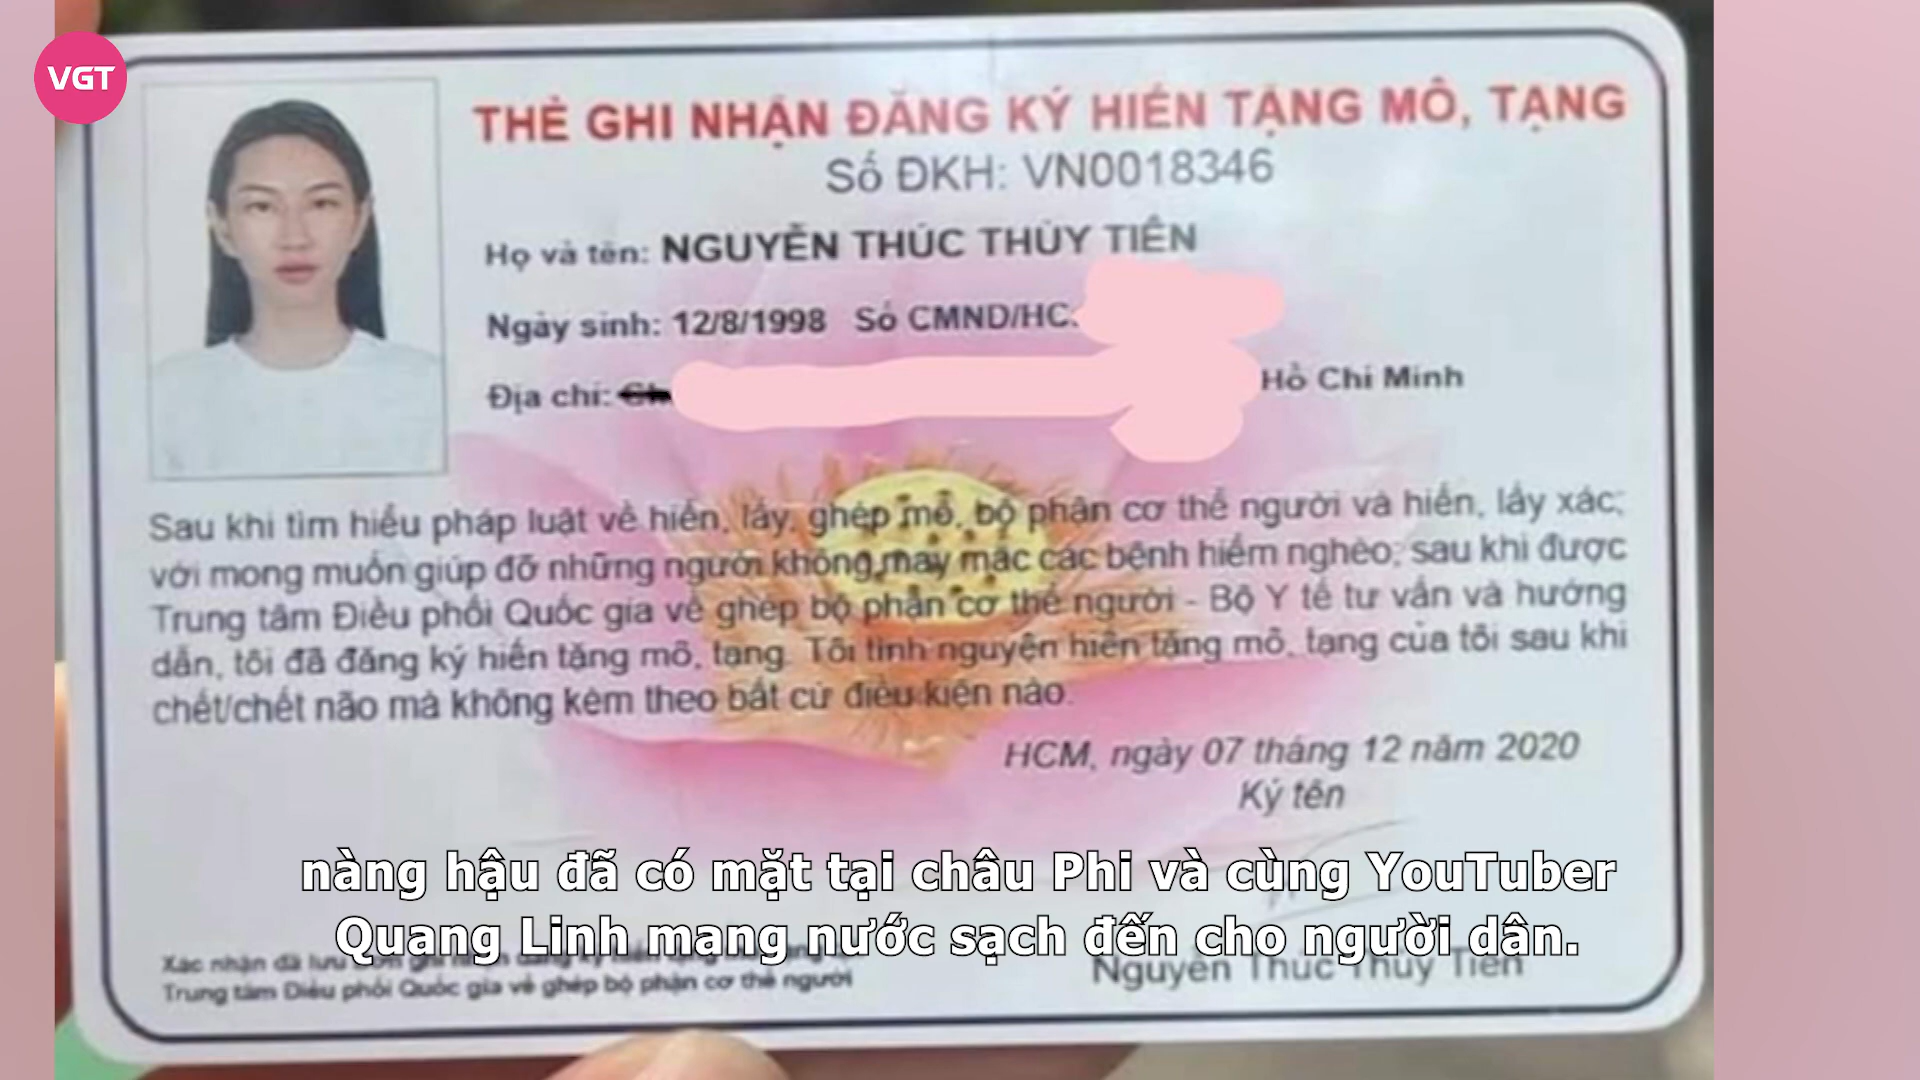 VGT
THẺ GHI NHẬN ĐĂNG KÝ HIẾN TẶNG MÔ, TẠNG
Số ĐKH: VN0018346
Họ và tên: NGUYỄN THÚC THÙY TIÊN
Ngày sinh: 12/8/1998 Số CMND/HC:
Địa chỉ: Hồ Chí Minh
Sau khi tìm hiểu pháp luật về hiến, lấy, ghép mô, bộ phận cơ thể người và hiến, lấy xác;
với mong muốn giúp đỡ những người không may mắc các bệnh hiểm nghèo; sau khi được
Trung tâm Điều phối Quốc gia về ghép bộ phận cơ thể người - Bộ Y tế tư vấn và hướng
dẫn, tôi đã đăng ký hiến tặng mô, tạng. Tôi tình nguyện hiến tặng mô, tạng của tôi sau khi
chết/chết não mà không kèm theo bất cứ điều kiện nào.
HCM, ngày 07 tháng 12 năm 2020
Ký tên
nàng hậu đã có mặt tại châu Phi và cùng YouTuber
Quang Linh mang nước sạch đến cho người dân.
Xác nhận đã lưu
Trung tâm Điều phối Quốc gia về ghép bộ phận cơ thể người
Nguyễn Thúc Thùy Tiên